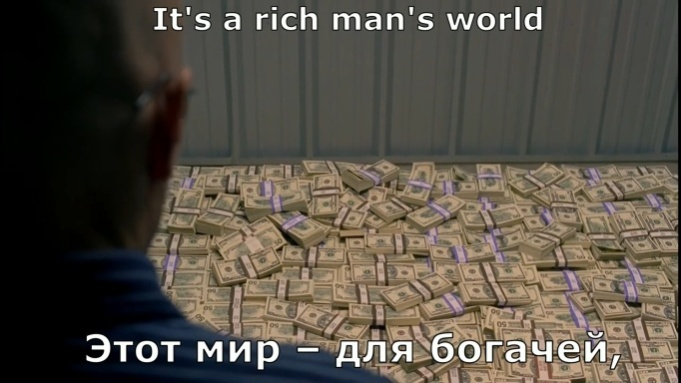 It's a rich man's world
Этот мир – для богачей,